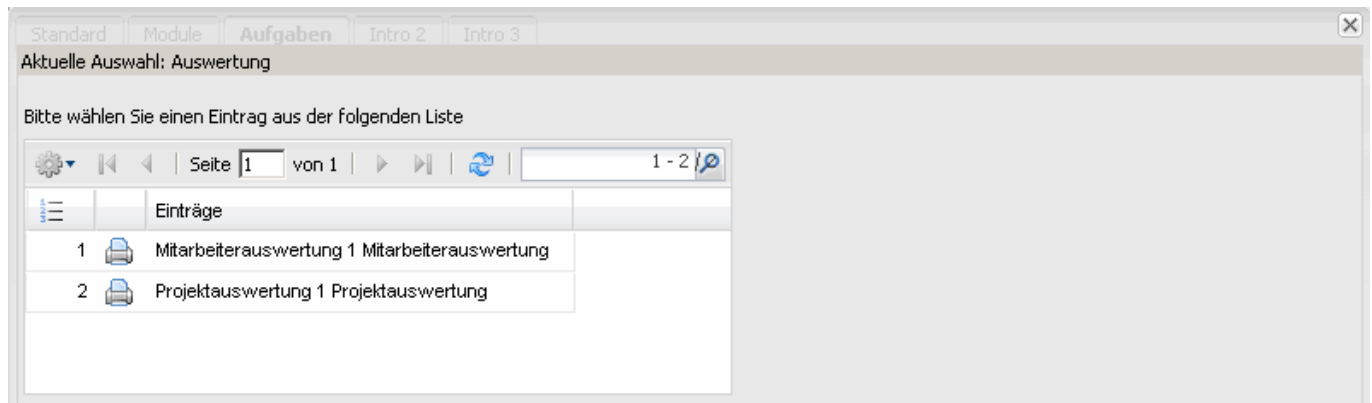 Standard Module Aufgaben Intro 2 Intro 3
Aktuelle Auswahl: Auswertung
Bitte wählen Sie einen Eintrag aus der folgenden Liste
Seite 1 von 1 1 - 2 /
Einträge
1 Mitarbeiterauswertung 1 Mitarbeiterauswertung
2 Projektauswertung 1 Projektauswertung